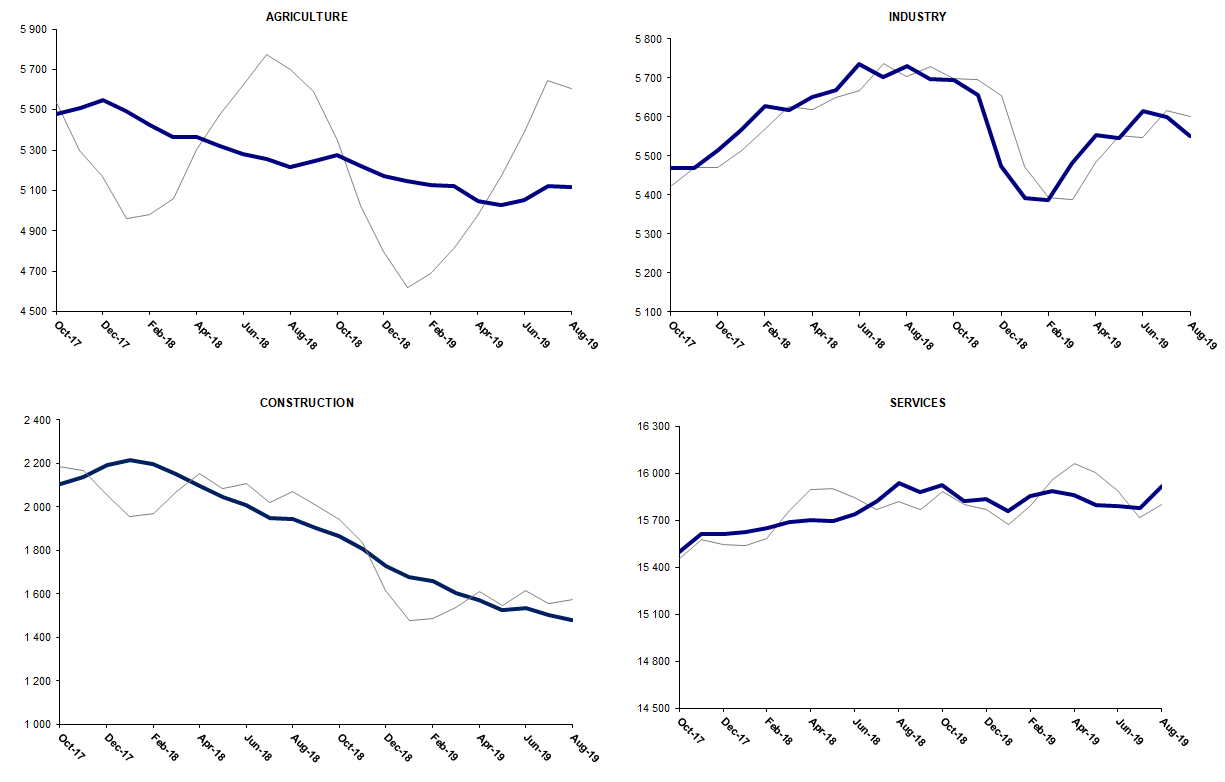 AGRICULTURE
5 900
5 700
5 500
5 300
5 100
4 900
4 700
4 500
Oct-17
Dec-17
Feb-18
Apr-18
Jun-18
Aug-18
Oct-18
Dec-18
Feb-19
Apr-19
Jun-19
Aug-19
INDUSTRY
5 800
5 700
5 600
5 500
5 400
5 300
5 200
5 100
Oct-17
Dec-17
Feb-18
Apr-18
Jun-18
Aug-18
Oct-18
Dec-18
Feb-19
Apr-19
Jun-19
Aug-19
CONSTRUCTION
2 400
2 200
2 000
1 800
1 600
1 400
1 200
1 000
Oct-17
Dec-17
Feb-18
Apr-18
Jun-18
Aug-18
Oct-18
Dec-18
Feb-19
Apr-19
Jun-19
Aug-19
SERVICES
16 300
16 000
15 700
15 400
15 100
14 800
14 500
Oct-17
Dec-17
Feb-18
Apr-18
Jun-18
Aug-18
Oct-18
Dec-18
Feb-19
Apr-19
Jun-19
Aug-19